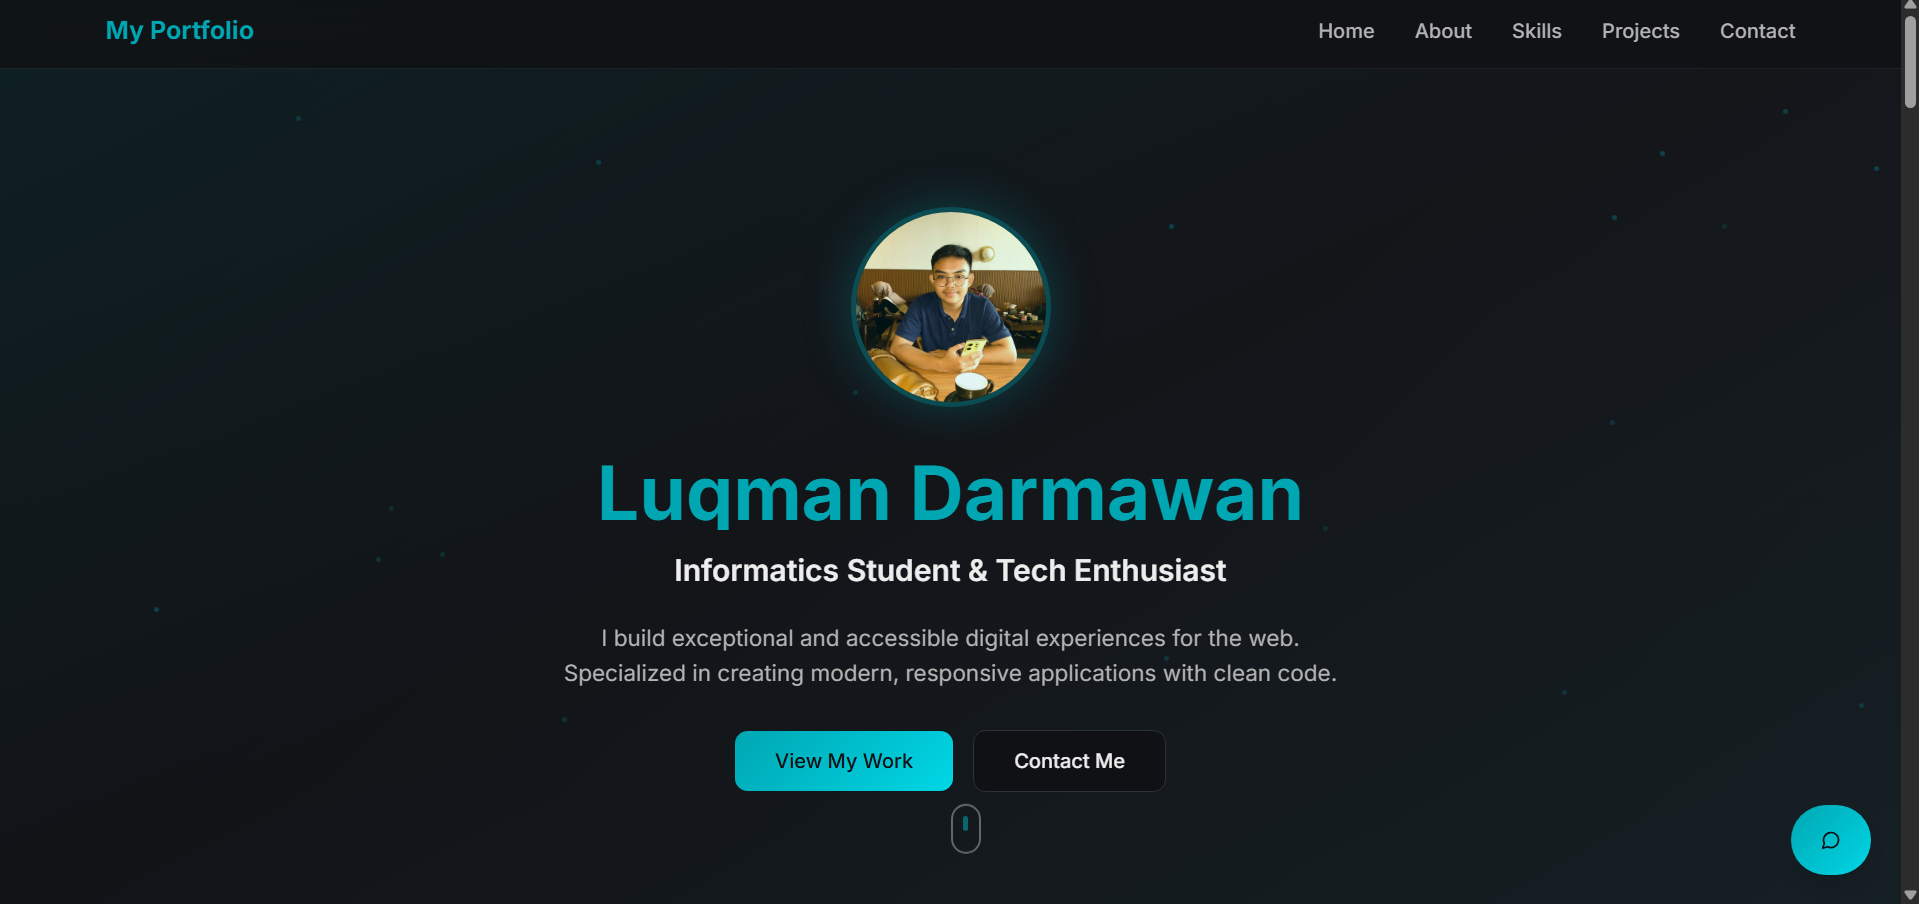 My Portfolio
Home About Skills Projects Contact
Luqman Darmawan
Informatics Student & Tech Enthusiast
I build exceptional and accessible digital experiences for the web.
Specialized in creating modern, responsive applications with clean code.
View My Work
Contact Me